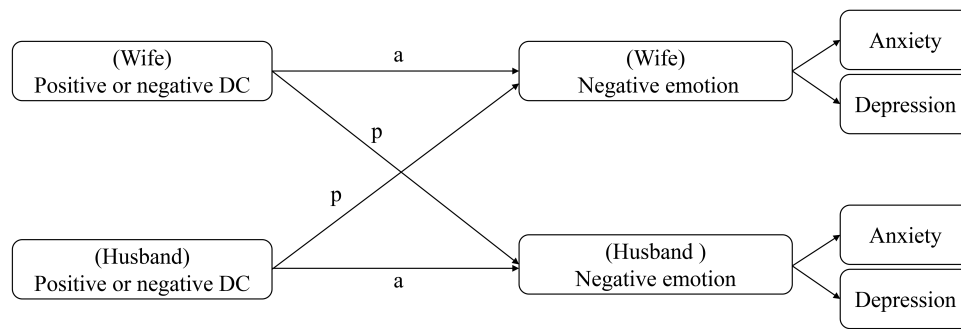 (Wife)
Positive or negative DC
a
(Wife)
Negative emotion
Anxiety
Depression
p
p
(Husband)
Positive or negative DC
a
(Husband )
Negative emotion
Anxiety
Depression